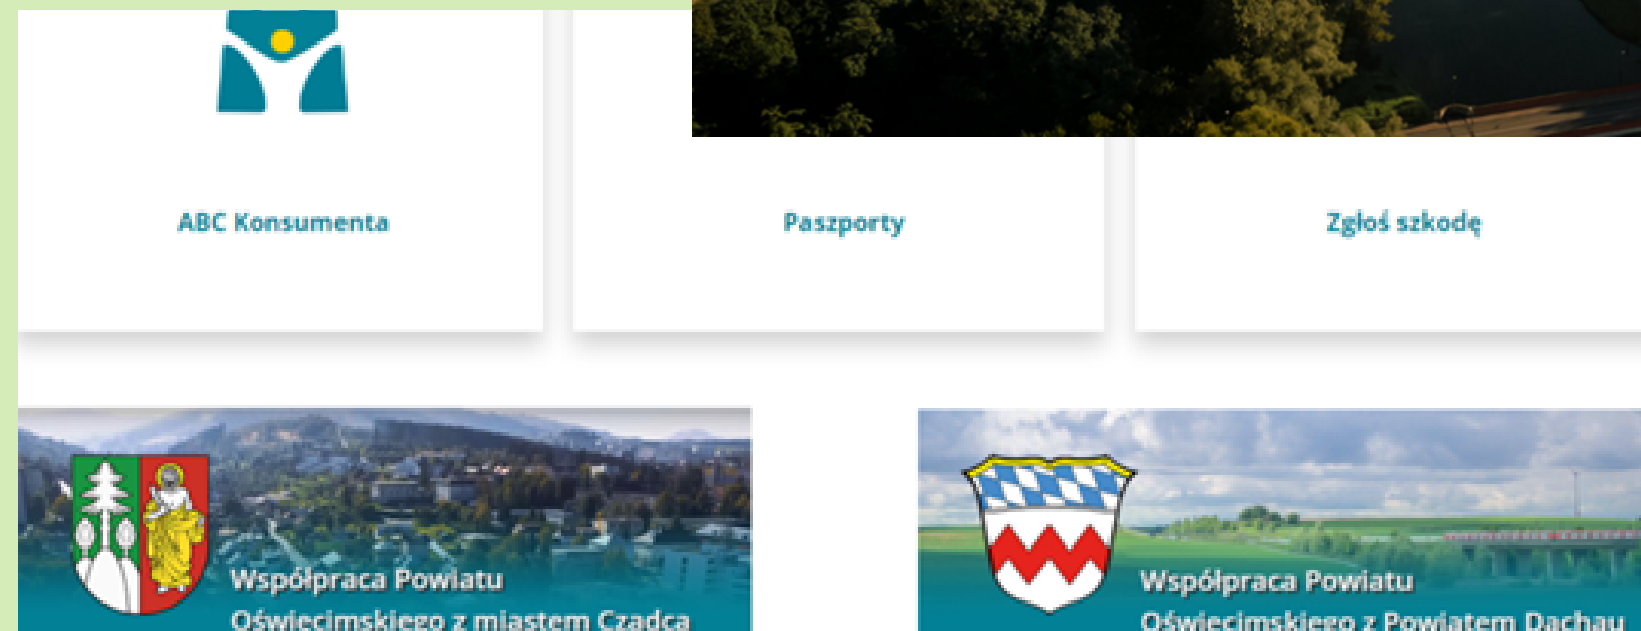 ABC Konsumenta
Paszporty
Zgłoś szkodę
Współpraca Powiatu
Oświęcimskiego z miastem Czadca
Współpraca Powiatu
Oświęcimskiego z Powiatem Dachau